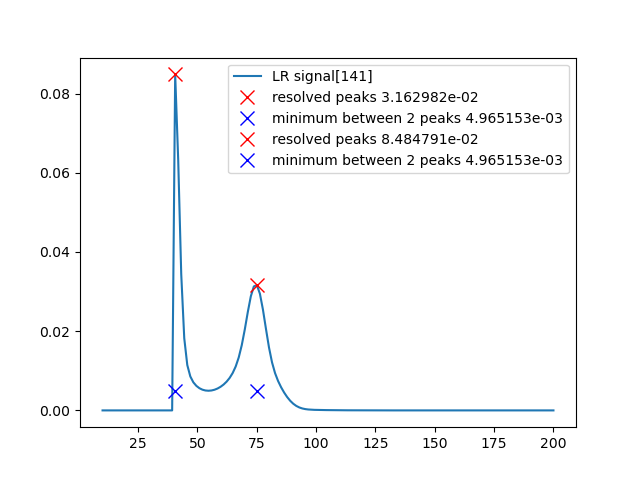 LR signal[141]
resolved peaks 3.162982e-02
minimum between 2 peaks 4.965153e-03
resolved peaks 8.484791e-02
minimum between 2 peaks 4.965153e-03
0.08
0.06
0.04
0.02
0.00
25 50 75 100 125 150 175 200